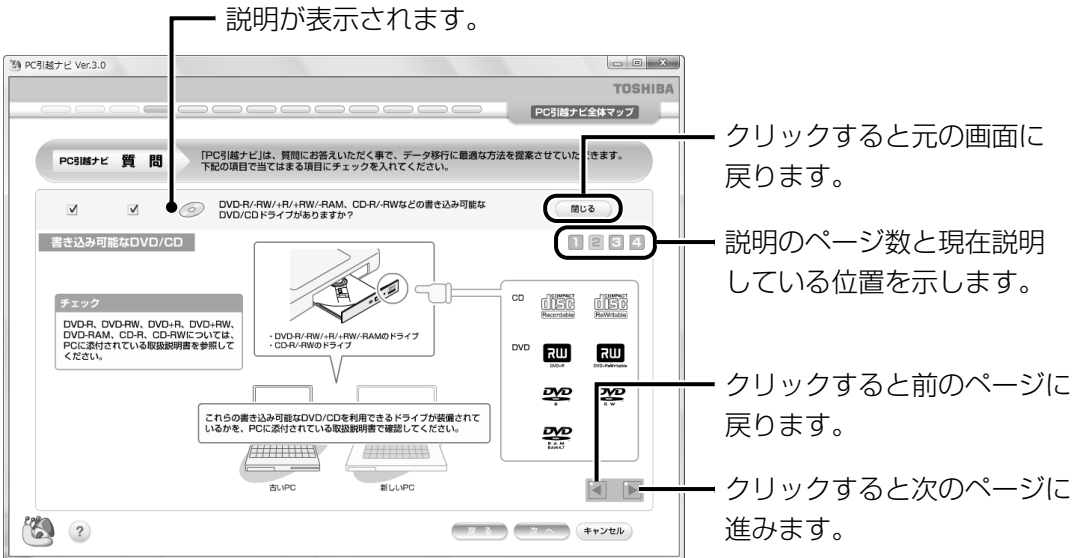 説明が表示されます。
PC引越ナビ Ver.3.0
TOSHIBA
PC引越ナビ全体マップ
PC引越ナビ 質 問
「PC引越ナビ」は、質問にお答えいただく事で、データ移行に最適な方法を提案させていただきます。
下記の項目で当てはまる項目にチェックを入れてください。
DVD-R/-RW/+R/+RW/-RAM、CD-R/-RWなどの書き込み可能な
DVD/CDドライブがありますか?
閉じる
クリックすると元の画面に
戻ります。
書き込み可能なDVD/CD
1 2 3 4
説明のページ数と現在説明
している位置を示します。
チェック
DVD-R、DVD-RW、DVD+R、DVD+RW、
DVD-RAM、CD-R、CD-RWについては、
PCに添付されている取扱説明書を参照して
ください。
・DVD-R/-RW/+R/+RW/-RAMのドライブ
・CD-R/-RWのドライブ
CD
COMPACT
disc
Recordable
COMPACT
disc
ReWritable
DVD
RW
DVD+R
RW
DVD+ReWritable
DVD
R
DVD
R W
DVD
R A M
RAM4.7
これらの書き込み可能なDVD/CDを利用できるドライブが装備されて
いるかを、PCに添付されている取扱説明書で確認してください。
古いPC
新しいPC
クリックすると前のページに
戻ります。
クリックすると次のページに
進みます。
?
戻 る
次 へ
キャンセル